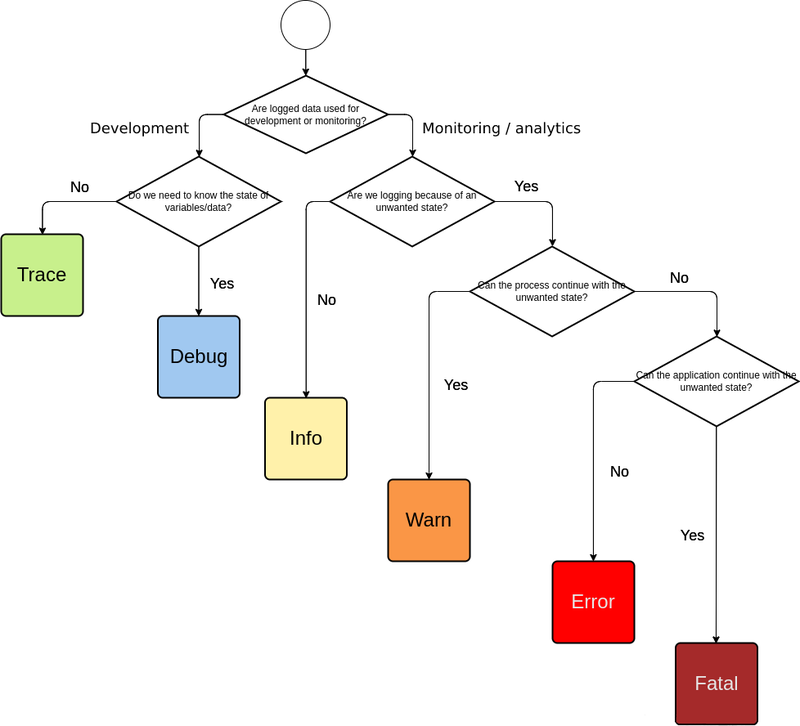 Are logged data used for
development or monitoring?
Development
Monitoring / analytics
Do we need to know the state of
variables/data?
Are we logging because of an
unwanted state?
No
Yes
Trace
Yes
Debug
No
Info
Can the process continue with the
unwanted state?
No
Yes
Warn
Can the application continue with the
unwanted state?
No
Error
Yes
Fatal